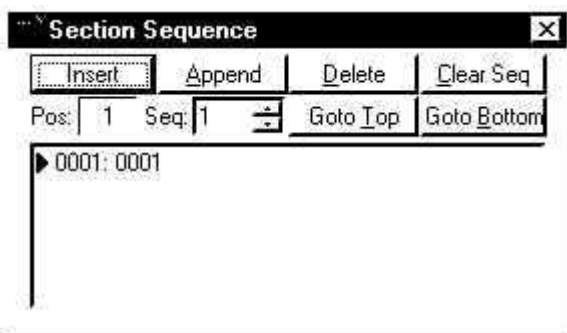 Section Sequence
Insert Append Delete Clear Seq
Pos: 1 Seq: 1 Goto Top Goto Bottom
0001: 0001